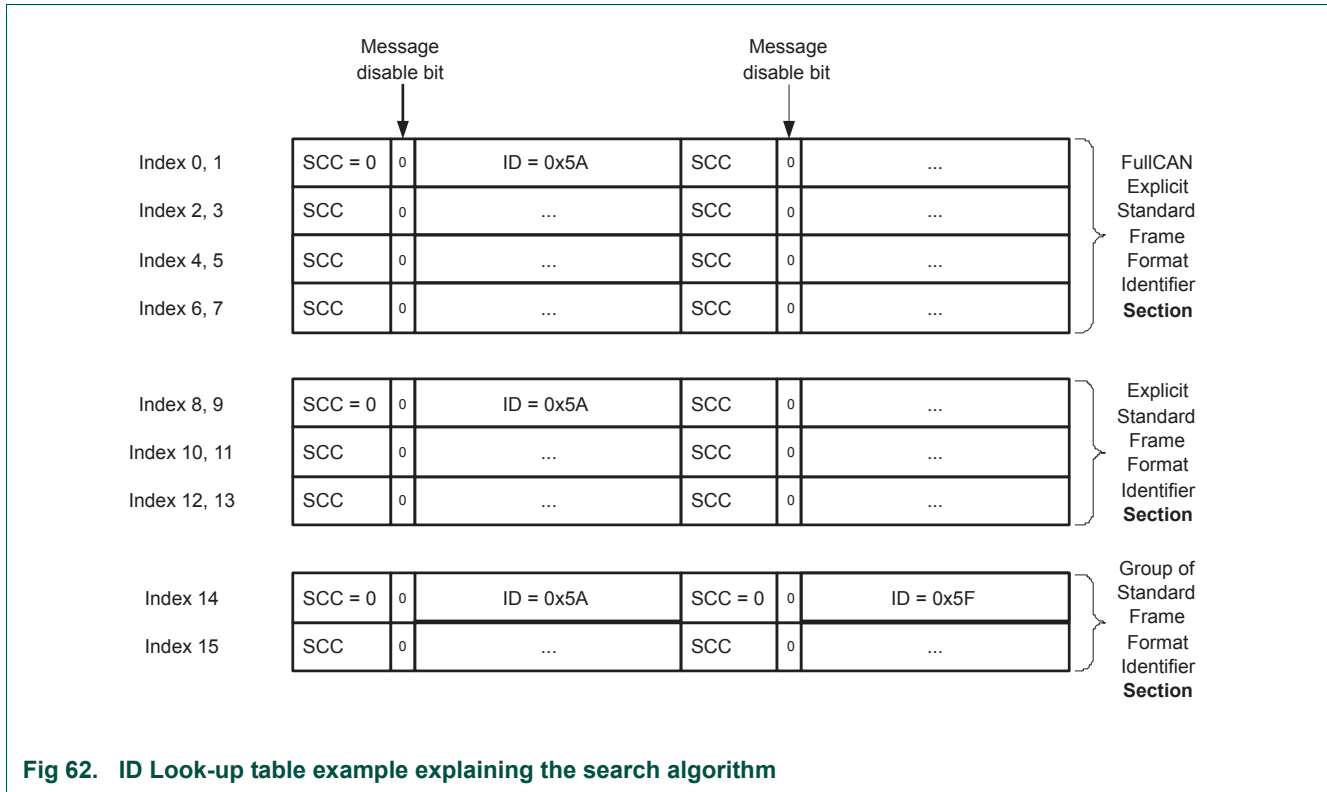 Message
disable bit
Message
disable bit
Index 0, 1 SCC = 0 0 ID = 0x5A SCC 0 ...
Index 2, 3 SCC 0 ... SCC 0 ...
Index 4, 5 SCC 0 ... SCC 0 ...
Index 6, 7 SCC 0 ... SCC 0 ...
FullCAN
Explicit
Standard
Frame
Format
Identifier
Section
Index 8, 9 SCC = 0 0 ID = 0x5A SCC 0 ...
Index 10, 11 SCC 0 ... SCC 0 ...
Index 12, 13 SCC 0 ... SCC 0 ...
Explicit
Standard
Frame
Format
Identifier
Section
Index 14 SCC = 0 0 ID = 0x5A SCC = 0 0 ID = 0x5F
Index 15 SCC 0 ... SCC 0 ...
Group of
Standard
Frame
Format
Identifier
Section
Fig 62. ID Look-up table example explaining the search algorithm